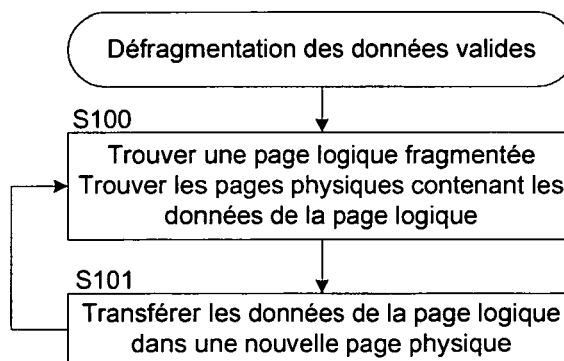 Défragmentation des données valides
S100
Trouver une page logique fragmentée
Trouver les pages physiques contenant les
données de la page logique
S101
Transférer les données de la page logique
dans une nouvelle page physique